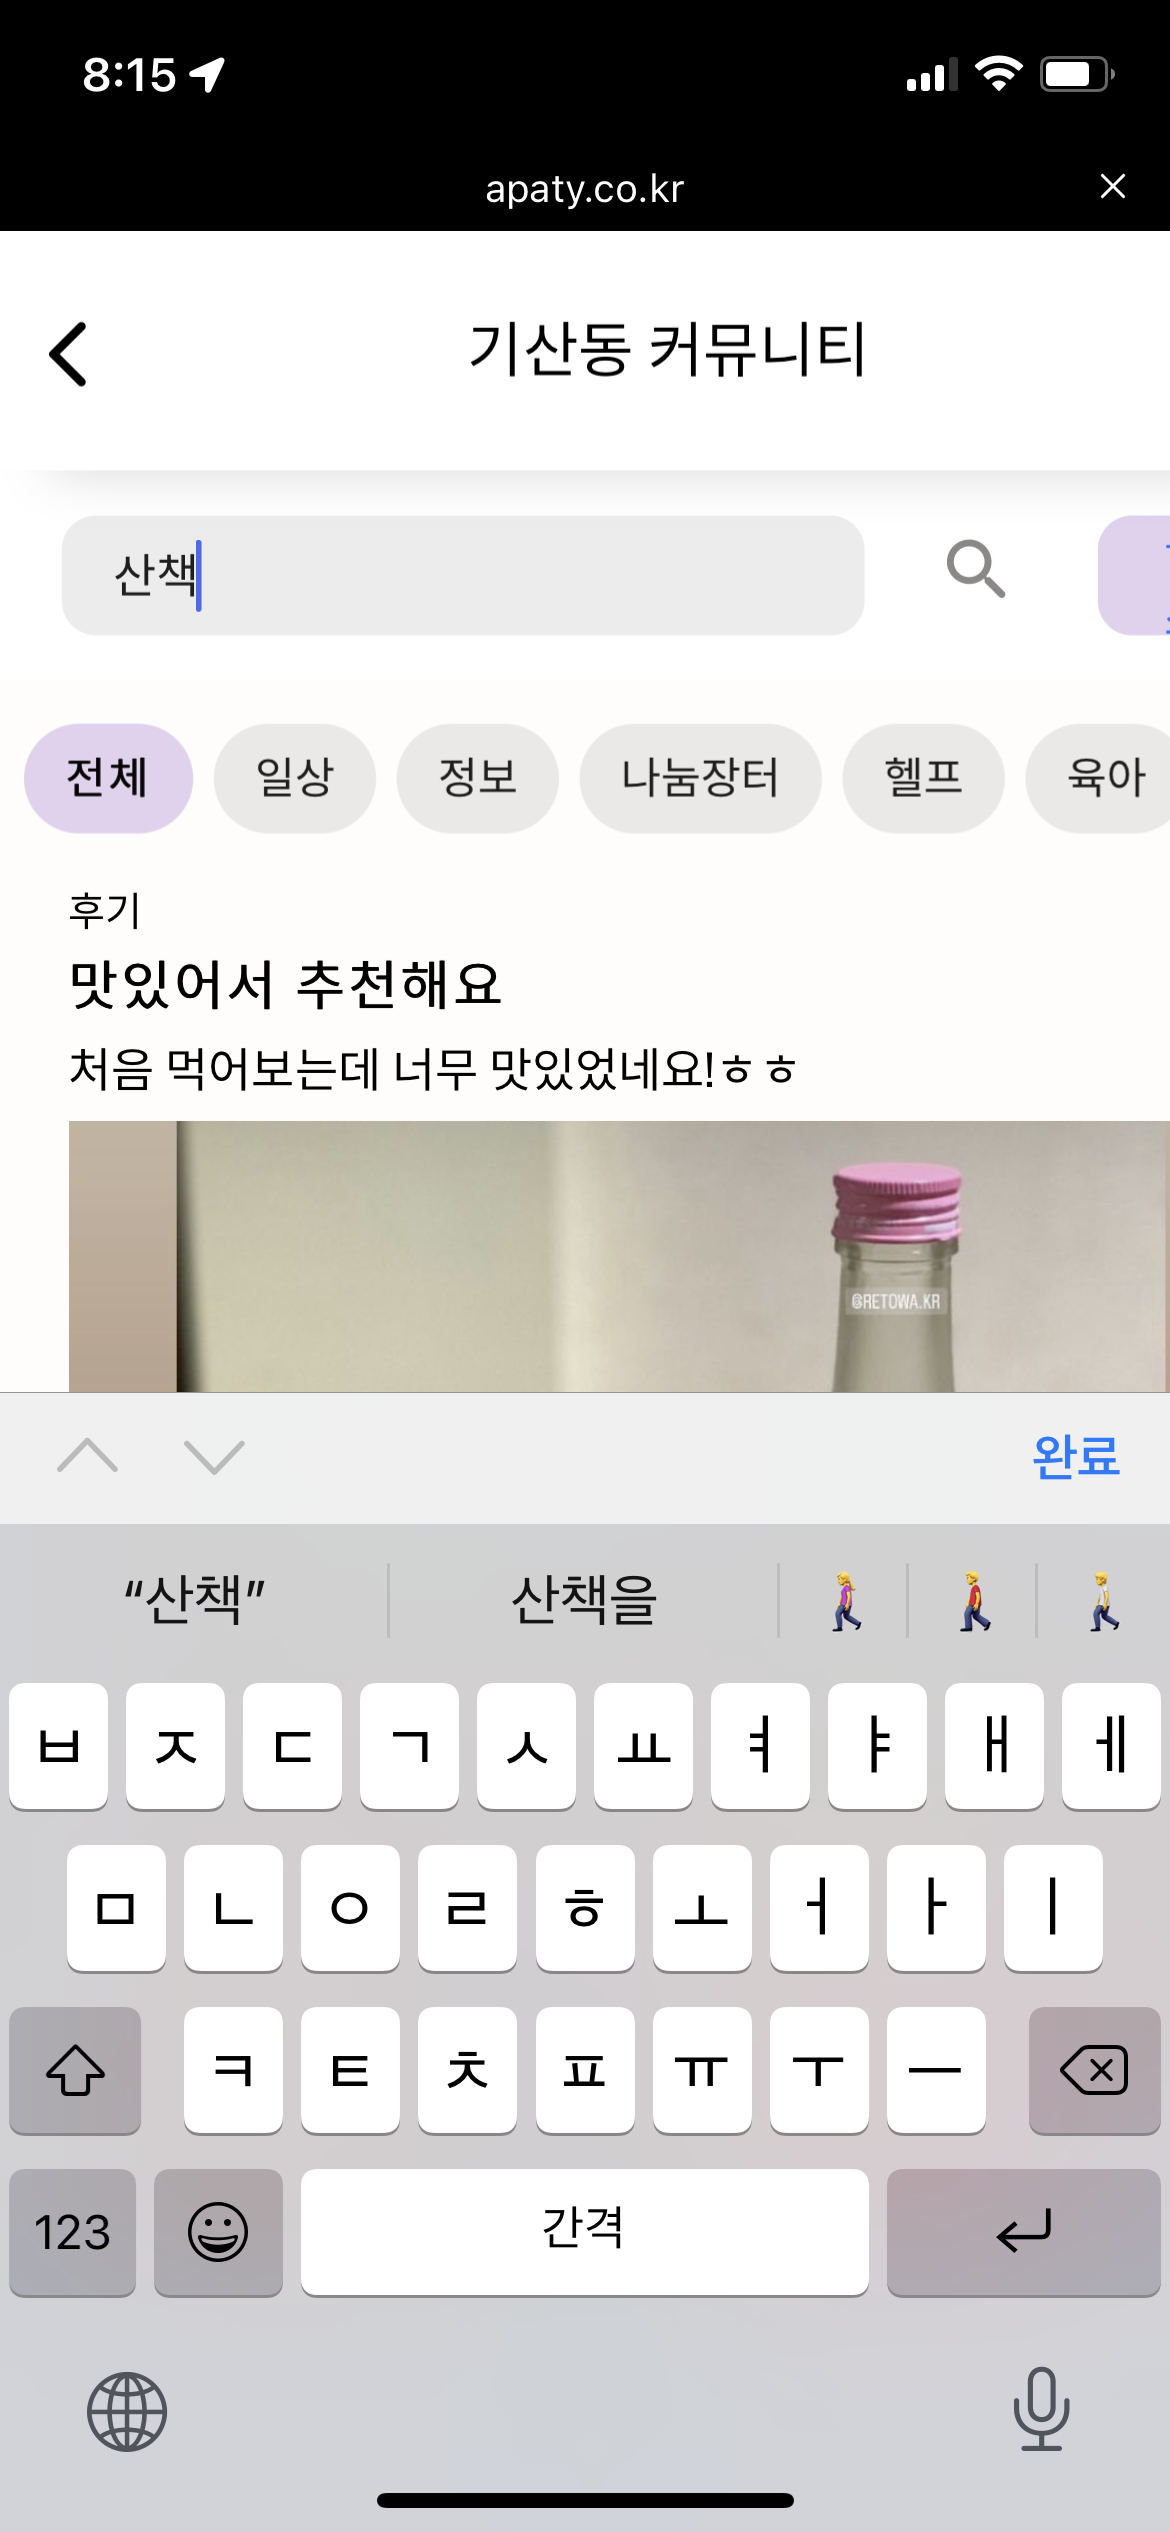 8:15
apaty.co.kr
기산동 커뮤니티
산책
전체 일상 정보 나눔장터 헬프 육아
후기
맛있어서 추천해요
처음 먹어보는데 너무 맛있었네요!ㅎㅎ
@RETOWA.KR
완료
“산책” 산책을
ㅂ ㅈ ㄷ ㄱ ㅅ ㅛ ㅕ ㅑ ㅐ ㅔ
ㅁ ㄴ ㅇ ㄹ ㅎ ㅗ ㅓ ㅏ ㅣ
ㅋ ㅌ ㅊ ㅍ ㅠ ㅜ ㅡ
123 간격